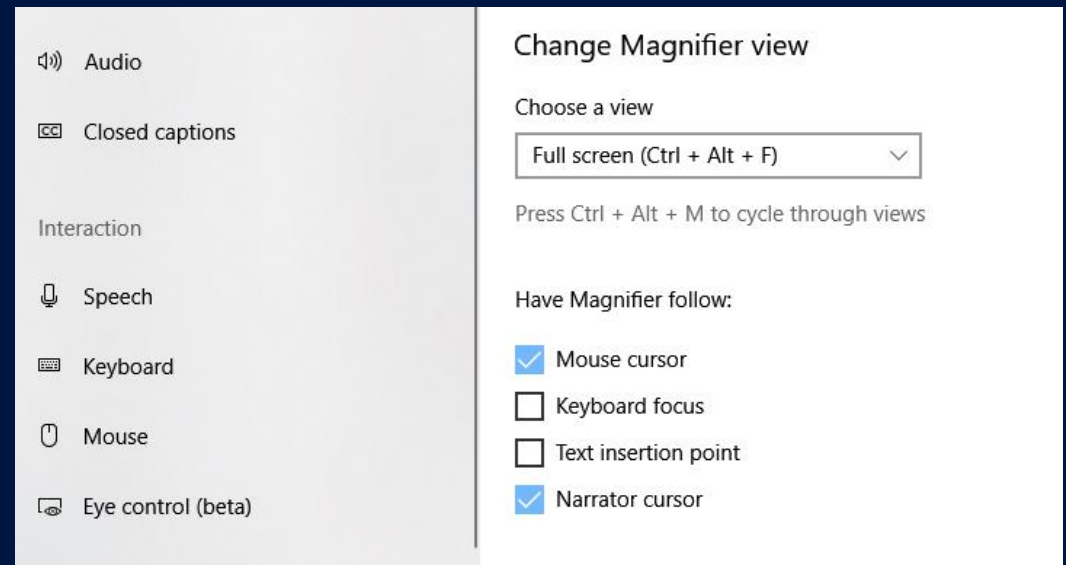 Audio
CC Closed captions
Interaction
Speech
Keyboard
Mouse
Eye control (beta)
Change Magnifier view
Choose a view
Full screen (Ctrl + Alt + F)
Press Ctrl + Alt + M to cycle through views
Have Magnifier follow:
Mouse cursor
Keyboard focus
Text insertion point
Narrator cursor